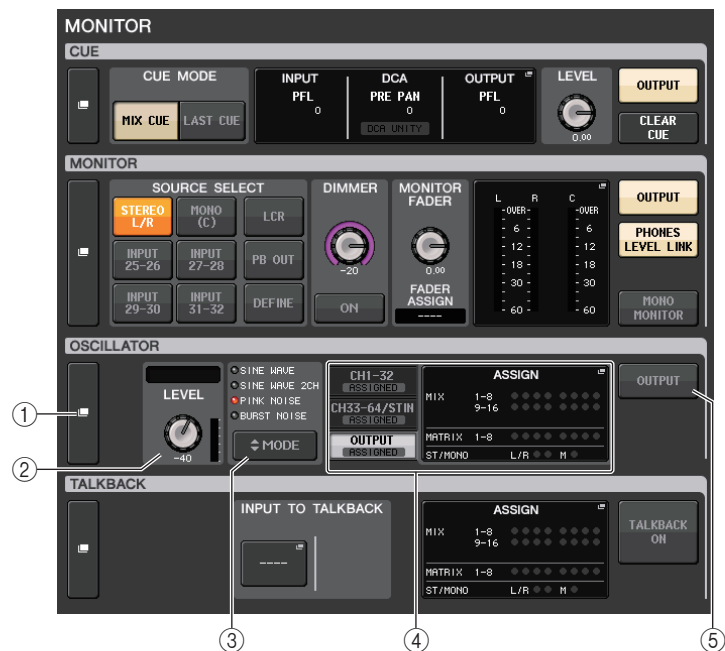 MONITOR
CUE
CUE MODE
MIX CUE
LAST CUE
INPUT
PFL
0
DCA
PRE PAN
0
DCA UNITY
OUTPUT
PFL
0
LEVEL
0.00
OUTPUT
CLEAR
CUE
MONITOR
SOURCE SELECT
STEREO
L/R
MONO
(C)
LCR
INPUT
25-26
INPUT
27-28
PB OUT
INPUT
29-30
INPUT
31-32
DEFINE
DIMMER
-20
ON
MONITOR
FADER
0.00
FADER
ASSIGN
----
L R C
-OVER- -OVER
- 6 - - 6
- 12 - - 12
- 18 - - 18
- 30 - - 30
- 60 - - 60
OUTPUT
PHONES
LEVEL LINK
MONO
MONITOR
OSCILLATOR
LEVEL
-40
SINE WAVE
SINE WAVE 2CH
PINK NOISE
BURST NOISE
MODE
CH1-32
ASSIGNED
CH33-64/STIN
ASSIGNED
OUTPUT
ASSIGNED
ASSIGN
MIX 1-8
9-16
MATRIX 1-8
ST/MONO L/R M
OUTPUT
① 
②
TALKBACK
INPUT TO TALKBACK
----
ASSIGN
MIX 1-8
9-16
MATRIX 1-8
ST/MONO L/R M
TALKBACK
ON
③ ④ ⑤